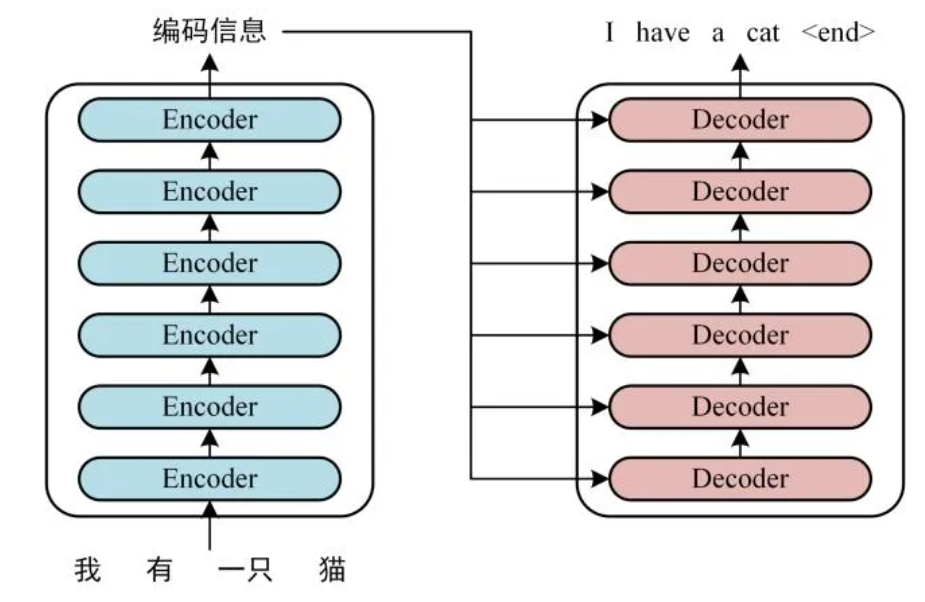 编码信息
I have a cat <end>
Encoder
Decoder
Encoder
Decoder
Encoder
Decoder
Encoder
Decoder
Encoder
Decoder
Encoder
Decoder
我 有 一只 猫